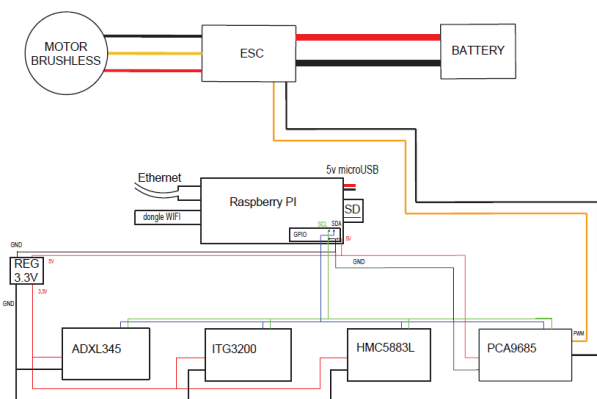 MOTOR
BRUSHLESS
ESC
BATTERY
Ethernet
5v microUSB
Raspberry PI
dongle WIFI
SD
SCL
SDA
GPIO
5V
GND
GND
REG
3.3V
5V
3.3V
GND
ADXL345
ITG3200
HMC5883L
PCA9685
PWM